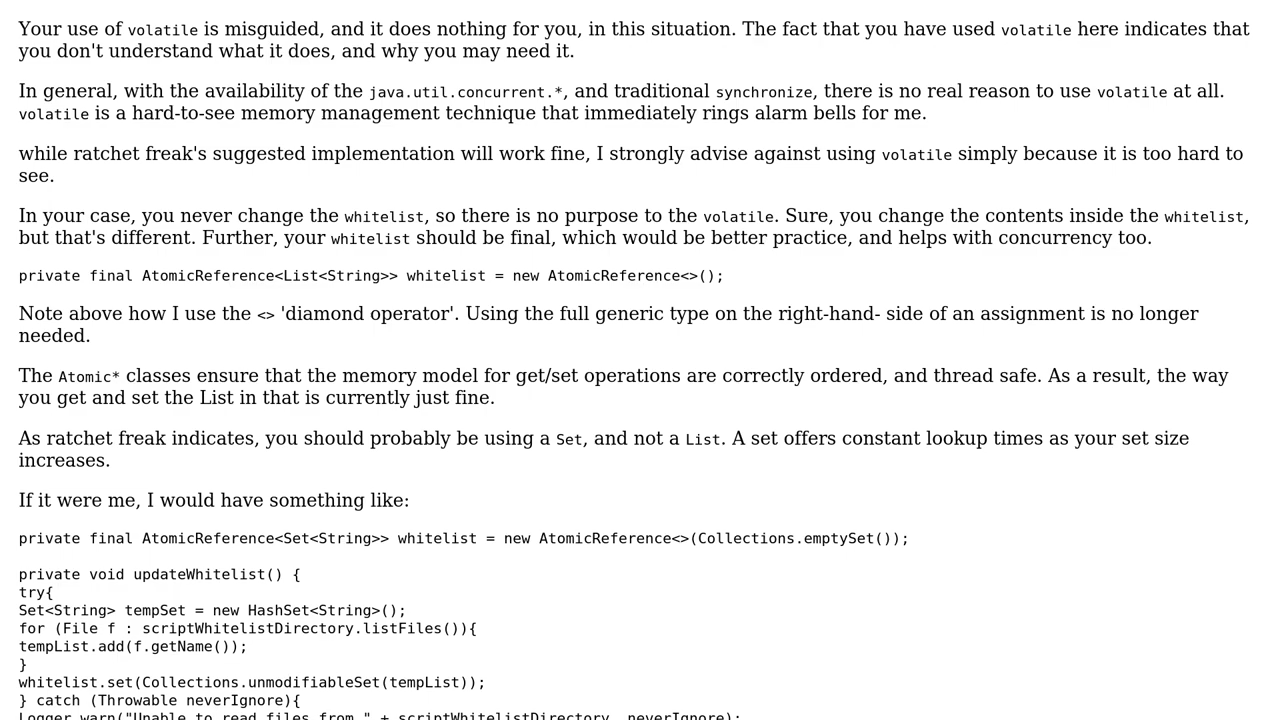 Your use of volatile is misguided, and it does nothing for you, in this situation. The fact that you have used volatile here indicates that
you don't understand what it does, and why you may need it.
In general, with the availability of the java.util.concurrent.*, and traditional synchronize, there is no real reason to use volatile at all.
volatile is a hard-to-see memory management technique that immediately rings alarm bells for me.
while ratchet freak's suggested implementation will work fine, I strongly advise against using volatile simply because it is too hard to
see.
In your case, you never change the whitelist, so there is no purpose to the volatile. Sure, you change the contents inside the whitelist,
but that's different. Further, your whitelist should be final, which would be better practice, and helps with concurrency too.
private final AtomicReference<List<String>> whitelist = new AtomicReference<>();
Note above how I use the <> 'diamond operator'. Using the full generic type on the right-hand- side of an assignment is no longer
needed.
The Atomic* classes ensure that the memory model for get/set operations are correctly ordered, and thread safe. As a result, the way
you get and set the List in that is currently just fine.
As ratchet freak indicates, you should probably be using a Set, and not a List. A set offers constant lookup times as your set size
increases.
If it were me, I would have something like:
private final AtomicReference<Set<String>> whitelist = new AtomicReference<>(Collections.emptySet());
private void updateWhitelist() {
try{
Set<String> tempSet = new HashSet<String>();
for (File f : scriptWhitelistDirectory.listFiles()){
tempList.add(f.getName());
}
whitelist.set(Collections.unmodifiableSet(tempList));
} catch (Throwable neverIgnore){
Logger.warn("Unable to read files from " + scriptWhitelistDirectory, neverIgnore);